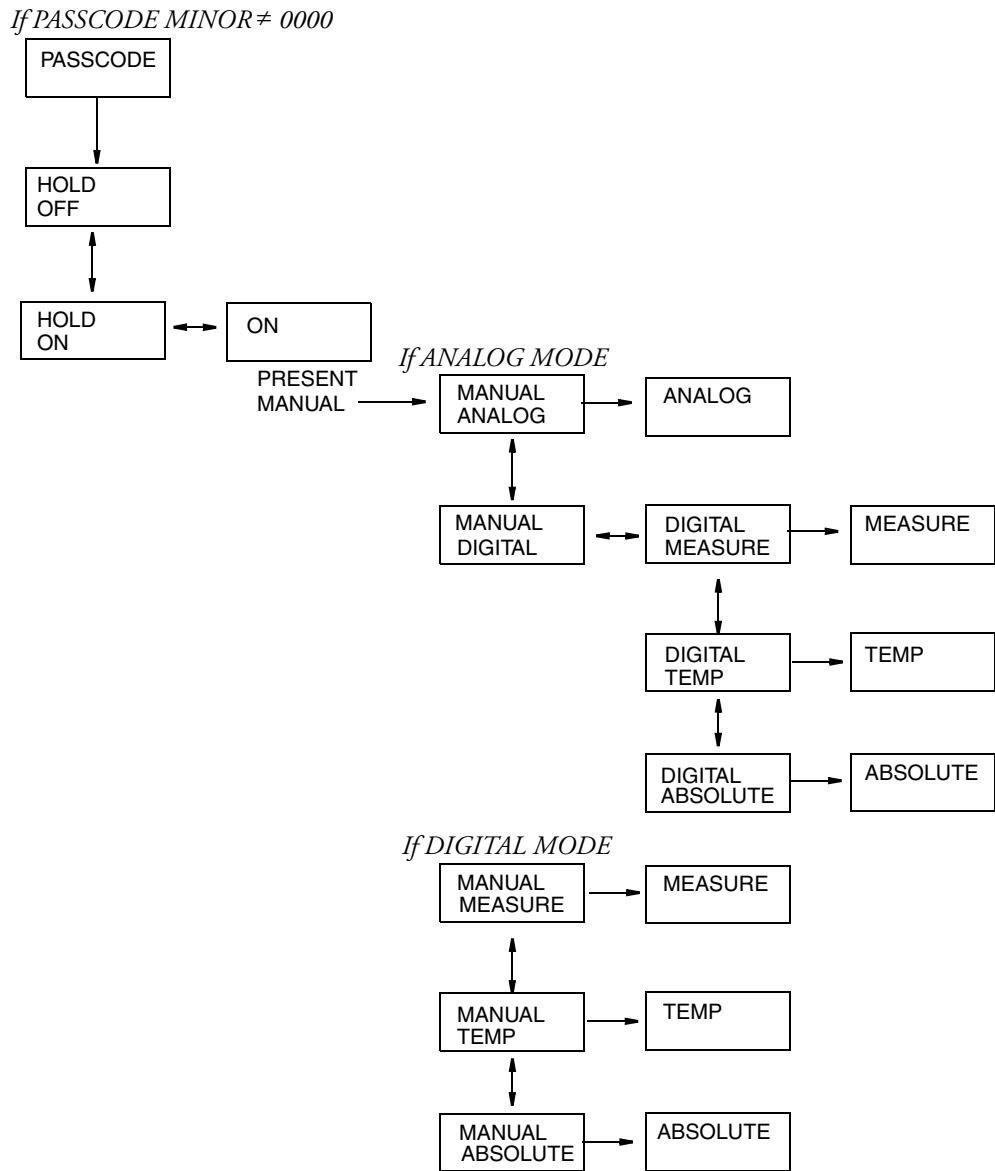 If PASSCODE MINOR ≠ 0000
PASSCODE
HOLD
OFF
HOLD
ON
ON
PRESENT
MANUAL
If ANALOG MODE
MANUAL
ANALOG
ANALOG
MANUAL
DIGITAL
DIGITAL
MEASURE
MEASURE
DIGITAL
TEMP
TEMP
DIGITAL
ABSOLUTE
ABSOLUTE
If DIGITAL MODE
MANUAL
MEASURE
MEASURE
MANUAL
TEMP
TEMP
MANUAL
ABSOLUTE
ABSOLUTE